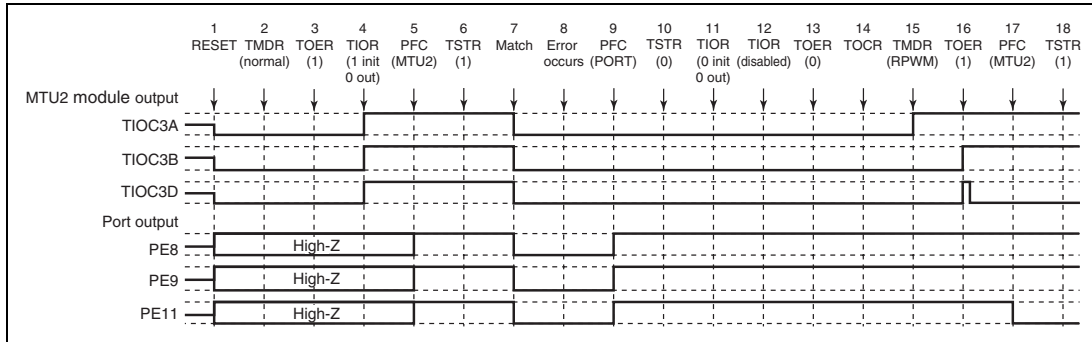 1 2 3 4 5 6 7 8 9 10 11 12 13 14 15 16 17 18
RESET TMDR TOER TIOR PFC TSTR Match Error PFC TSTR TIOR TIOR TOER TOCR TMDR TOER PFC TSTR
(normal) (1) (1 init (MTU2) (1) occurs (PORT) (0) (0 init (disabled) (0) (RPWM) (1) (MTU2) (1)
0 out) 0 out)
MTU2 module output
TIOC3A
TIOC3B
TIOC3D
Port output
PE8 High-Z
PE9 High-Z
PE11 High-Z